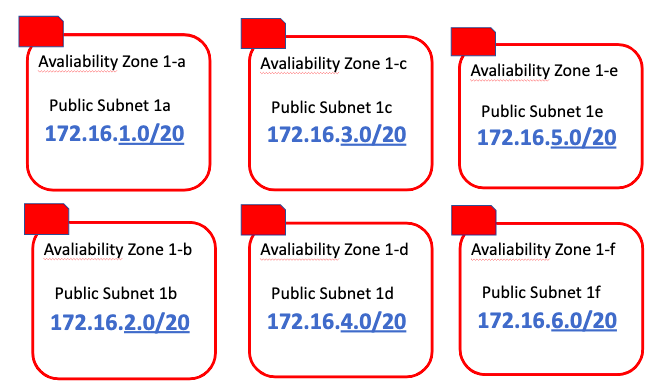 Avaliability Zone 1-a
Public Subnet 1a
172.16.1.0/20
Avaliability Zone 1-c
Public Subnet 1c
172.16.3.0/20
Avaliability Zone 1-e
Public Subnet 1e
172.16.5.0/20
Avaliability Zone 1-b
Public Subnet 1b
172.16.2.0/20
Avaliability Zone 1-d
Public Subnet 1d
172.16.4.0/20
Avaliability Zone 1-f
Public Subnet 1f
172.16.6.0/20